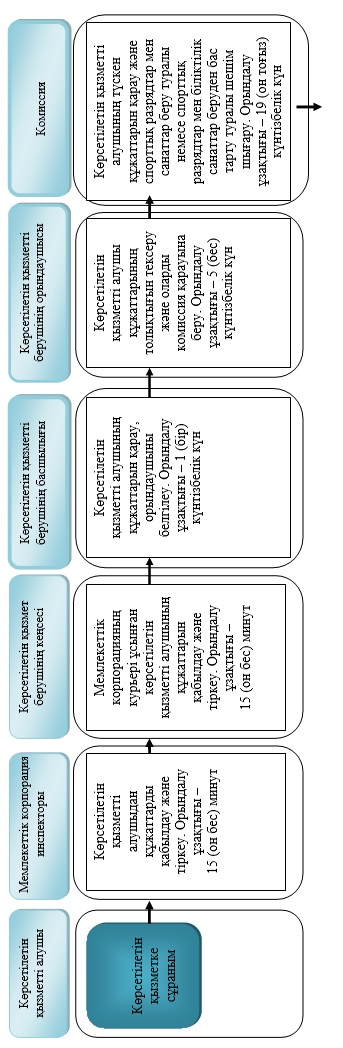 Көрсетілетін
қызметті алушы
Мемлекеттік корпорация
инспекторы
Көрсетілетін қызмет
берушінің кеңсесі
Көрсетілетін қызметті
берушінің басшылығы
Көрсетілетін қызметті
берушінің орындаушысы
Комиссия
Көрсетілетін
қызметке
сұраным
Көрсетілетін
қызметті
алушыдан
құжаттарды
қабылдау және
тіркеу. Орындалу
ұзақтығы –
15 (он бес) минут
Мемлекеттік
корпорацияның
курьері ұсынған
көрсетілетін
қызметті алушының
құжаттарын
қабылдау және
тіркеу. Орындалу
ұзақтығы –
15 (он бес) минут
Көрсетілетін
қызметті алушының
құжаттарын қарау,
орындаушыны
белгілеу. Орындалу
ұзақтығы – 1 (бір)
күнтізбелік күн
Көрсетілетін
қызметті алушы
құжаттарының
толықтығын тексеру
және оларды
комиссия қарауына
беру. Орындалу
ұзақтығы – 5 (бес)
күнтізбелік күн
Көрсетілетін қызметті
алушының түскен
құжаттарын қарау және
спорттық разрядтар мен
санаттар беру туралы
немесе спорттық
разрядтар мен біліктілік
санаттар беруден бас
тарту туралы шешім
шығару. Орындалу
ұзақтығы – 19 (он тоғыз)
күнтізбелік күн